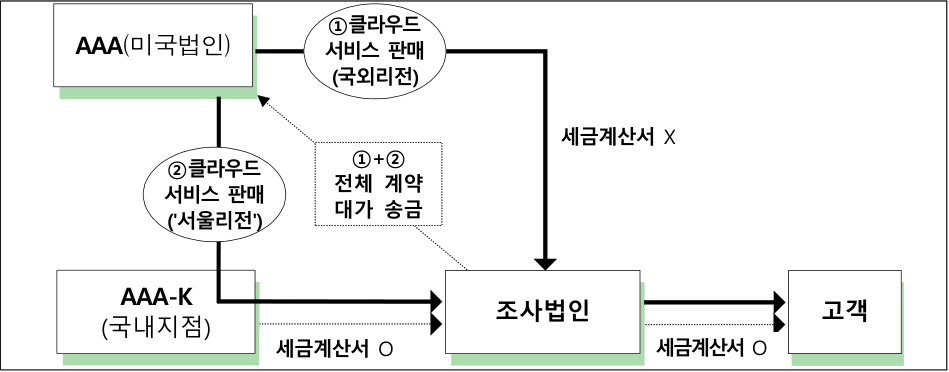 AAA(미국법인)
①클라우드
서비스 판매
(국외리전)
세금계산서 X
①+②
전체 계약
대가 송금
②클라우드
서비스 판매
('서울리전')
AAA-K
(국내지점)
세금계산서 O
조사법인
세금계산서 O
고객